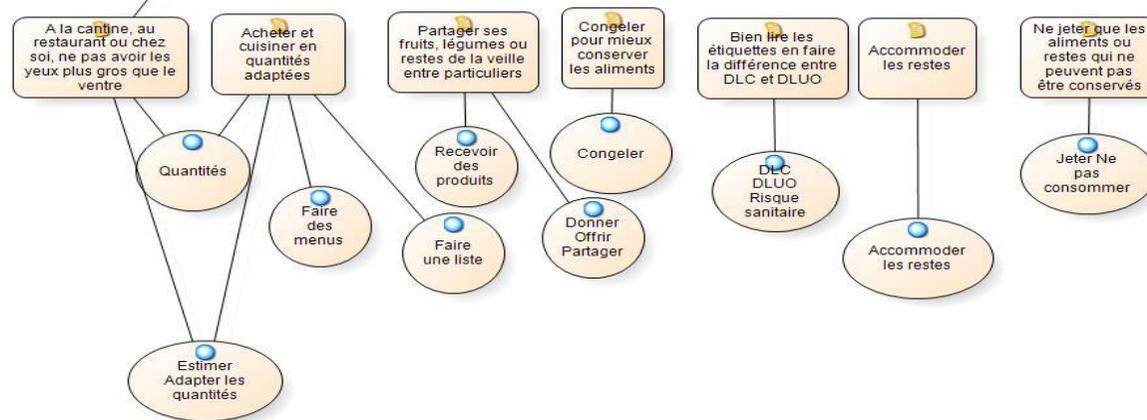 A la cantine, au
restaurant ou chez
soi, ne pas avoir les
yeux plus gros que le
ventre
Acheter et
cuisiner en
quantités
adaptées
Partager ses
fruits, légumes ou
restes de la veille
entre particuliers
Congeler
pour mieux
conserver
les aliments
Bien lire les
étiquettes en faire
la différence entre
DLC et DLUO
Accommoder
les restes
Ne jeter que les
aliments ou
restes qui ne
peuvent pas
être conservés
Quantités
Faire
des
menus
Recevoir
des
produits
Faire
une liste
Donner
Offrir
Partager
Congeler
DLC
DLUO
Risque
sanitaire
Accommoder
les restes
Jeter Ne
pas
consommer
Estimer
Adapter les
quantités